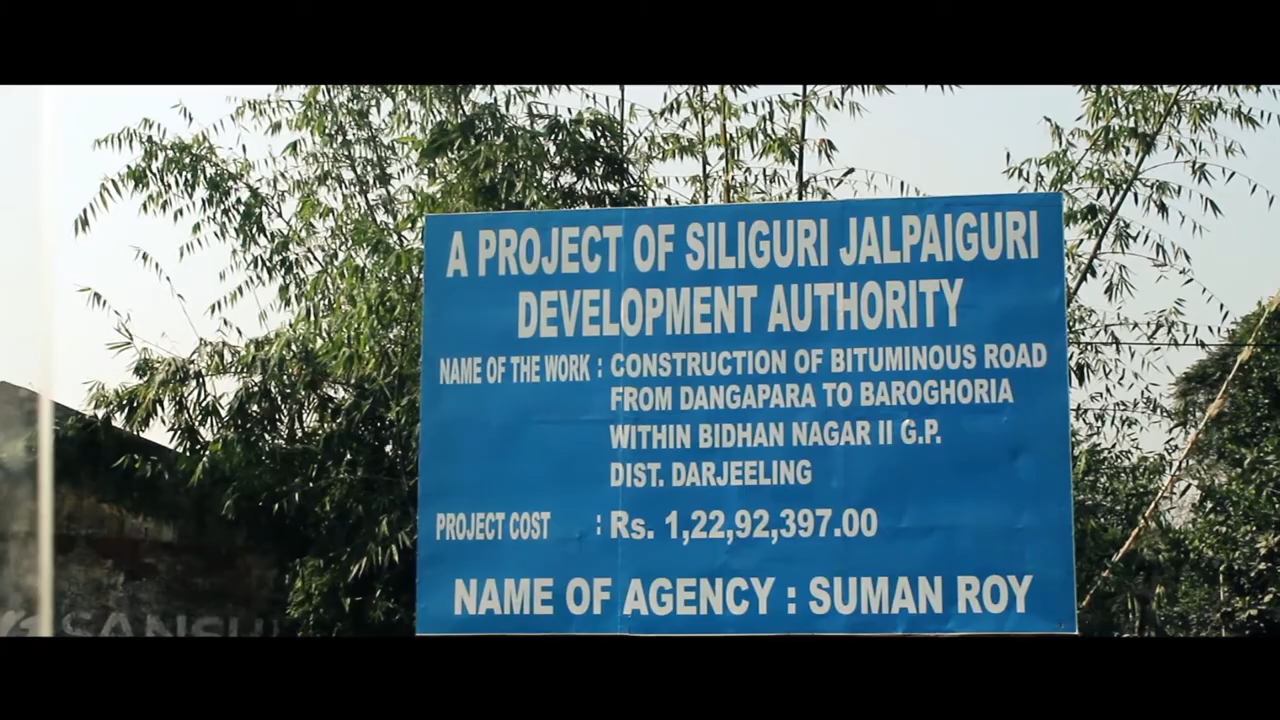 A PROJECT OF SILIGURI JALPAIGURI
DEVELOPMENT AUTHORITY
NAME OF THE WORK : CONSTRUCTION OF BITUMINOUS ROAD
FROM DANGAPARA TO BAROGHORIA
WITHIN BIDHAN NAGAR II G.P.
DIST. DARJEELING
PROJECT COST : Rs. 1,22,92,397.00
NAME OF AGENCY : SUMAN ROY